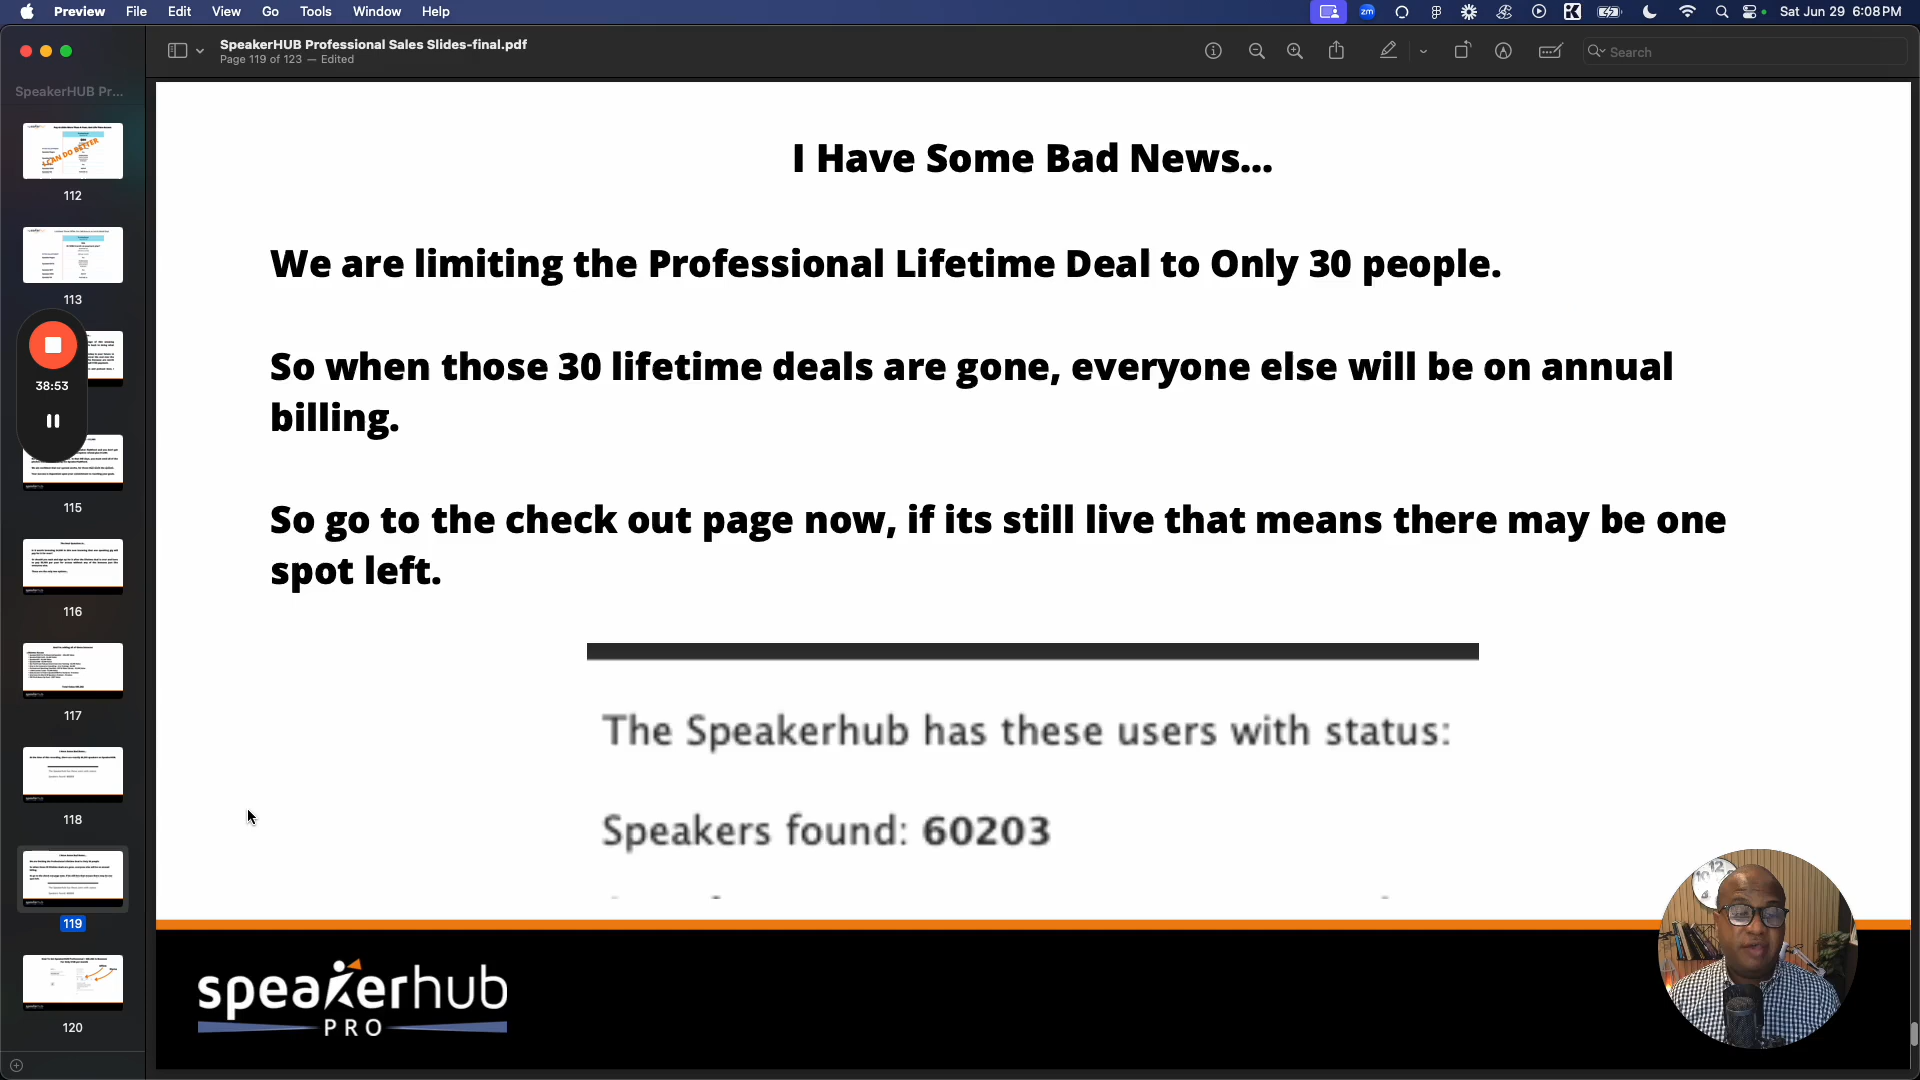 Preview File Edit View Go Tools Window Help
Sat Jun 29 6:08 PM
SpeakerHUB Professional Sales Slides-final.pdf
Page 119 of 123 — Edited
Search
SpeakerHUB Pr...
112
113
38:53
115
116
117
118
119
120
I CAN DO BETTER
I Have Some Bad News...
We are limiting the Professional Lifetime Deal to Only 30 people.
So when those 30 lifetime deals are gone, everyone else will be on annual
billing.
So go to the check out page now, if its still live that means there may be one
spot left.
The Speakerhub has these users with status:
Speakers found: 60203
speakerhub
PRO